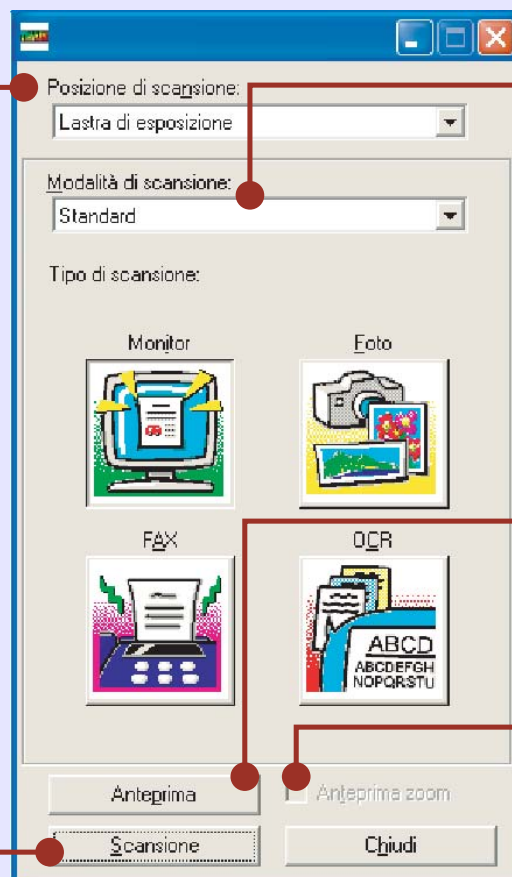 Posizione di scansione:
Lastra di esposizione
Modalità di scansione:
Standard
Tipo di scansione:
Monitor Foto
FAX OCR
ABCD
ABCDEFGH
NOPQRSTU
Anteprima Anteprima zoom
Scansione Chiudi